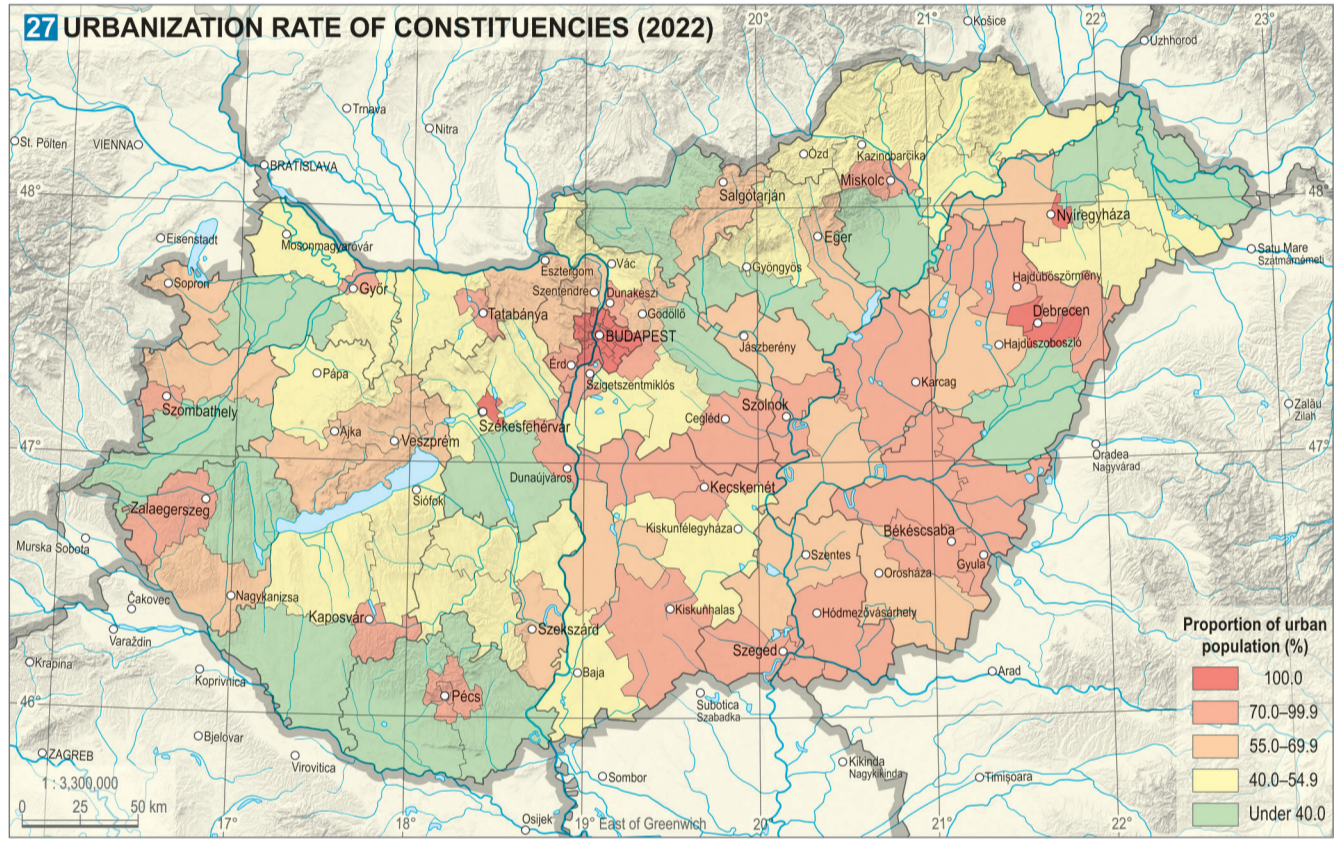 27 URBANIZATION RATE OF CONSTITUENCIES (2022)
20°
21°
22°
23°
Košice
Uzhhorod
Trnava
Nitra
St. Pölten
VIENNA
BRATISLAVA
Ózd
Kazincbarcika
Miskolc
48°
48°
Salgótarján
Nyíregyháza
Eisenstadt
Mosonmagyaróvár
Eger
Satu Mare
Szatmárnémeti
Sopron
Győr
Esztergom
Vác
Gyöngyös
Hajdúböszörmény
Szentendre
Dunakeszi
Gödöllő
Tatabánya
Debrecen
BUDAPEST
Jászberény
Hajdúszoboszló
Érd
Pápa
Szigetszentmiklós
Karcag
Szombathely
Cegléd
Szolnok
Zalău
Zilah
Székesfehérvár
Ajka
Veszprém
47°
47°
Oradea
Nagyvárad
Dunaújváros
Kecskemét
Siófok
Zalaegerszeg
Kiskunfélegyháza
Békéscsaba
Murska Sobota
Szentes
Gyula
Orosháza
Čakovec
Nagykanizsa
Kaposvár
Kiskunhalas
Hódmezővásárhely
Varaždin
Szekszárd
Szeged
Krapina
Koprivnica
Baja
Arad
Pécs
46°
Subotica
Szabadka
Bjelovar
ZAGREB
Virovitica
Sombor
Kikinda
Nagykikinda
Timișoara
1 : 3,300,000
0 25 50 km
Osijek
17°
18°
19° East of Greenwich
20°
21°
22°
Proportion of urban
population (%)
100.0
70.0–99.9
55.0–69.9
40.0–54.9
Under 40.0